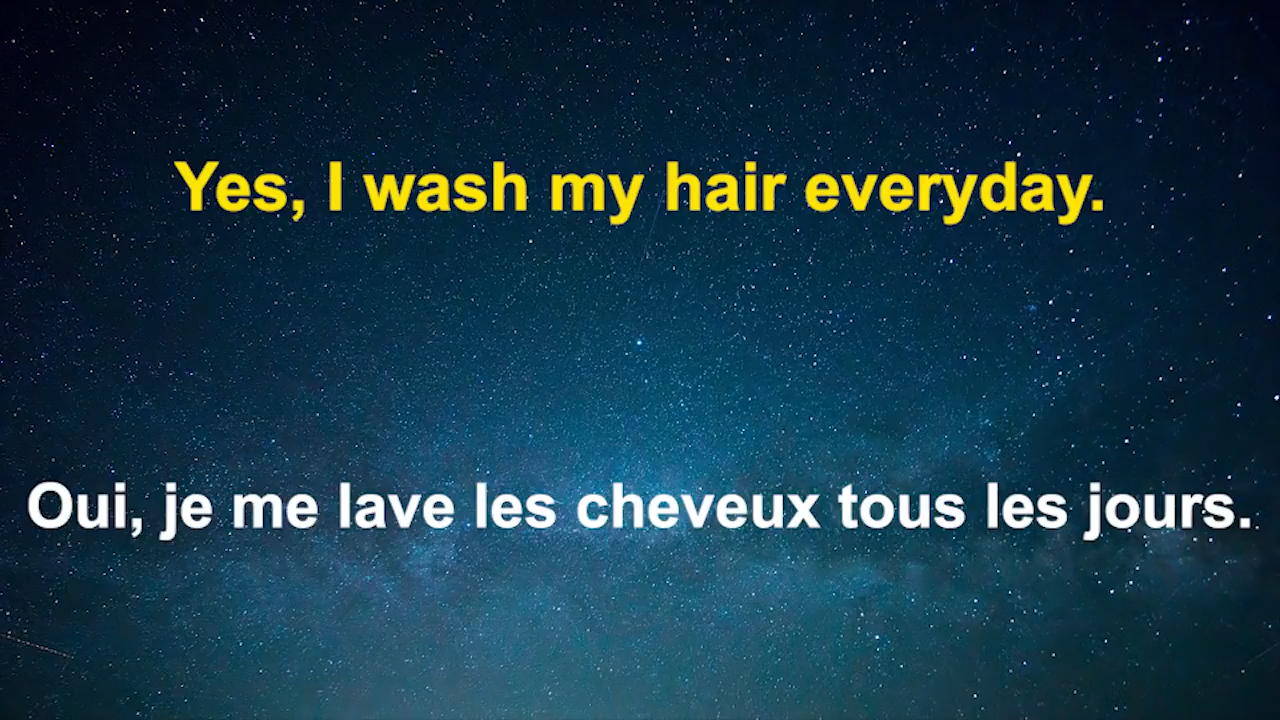 Yes, I wash my hair everyday.
Oui, je me lave les cheveux tous les jours.